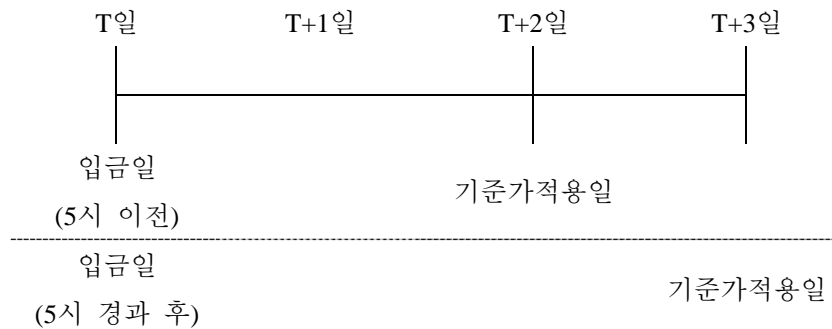 T일 T+1일 T+2일 T+3일
입금일
(5시 이전)
기준가적용일
입금일
(5시 경과 후)
기준가적용일